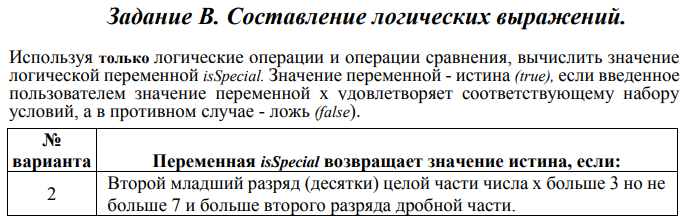 Задание В. Составление логических выражений.
Используя только логические операции и операции сравнения, вычислить значение
логической переменной isSpecial. Значение переменной - истина (true), если введенное
пользователем значение переменной x удовлетворяет соответствующему набору
условий, а в противном случае - ложь (false).
№
варианта
Переменная isSpecial возвращает значение истина, если:
2
Второй младший разряд (десятки) целой части числа x больше 3 но не
больше 7 и больше второго разряда дробной части.